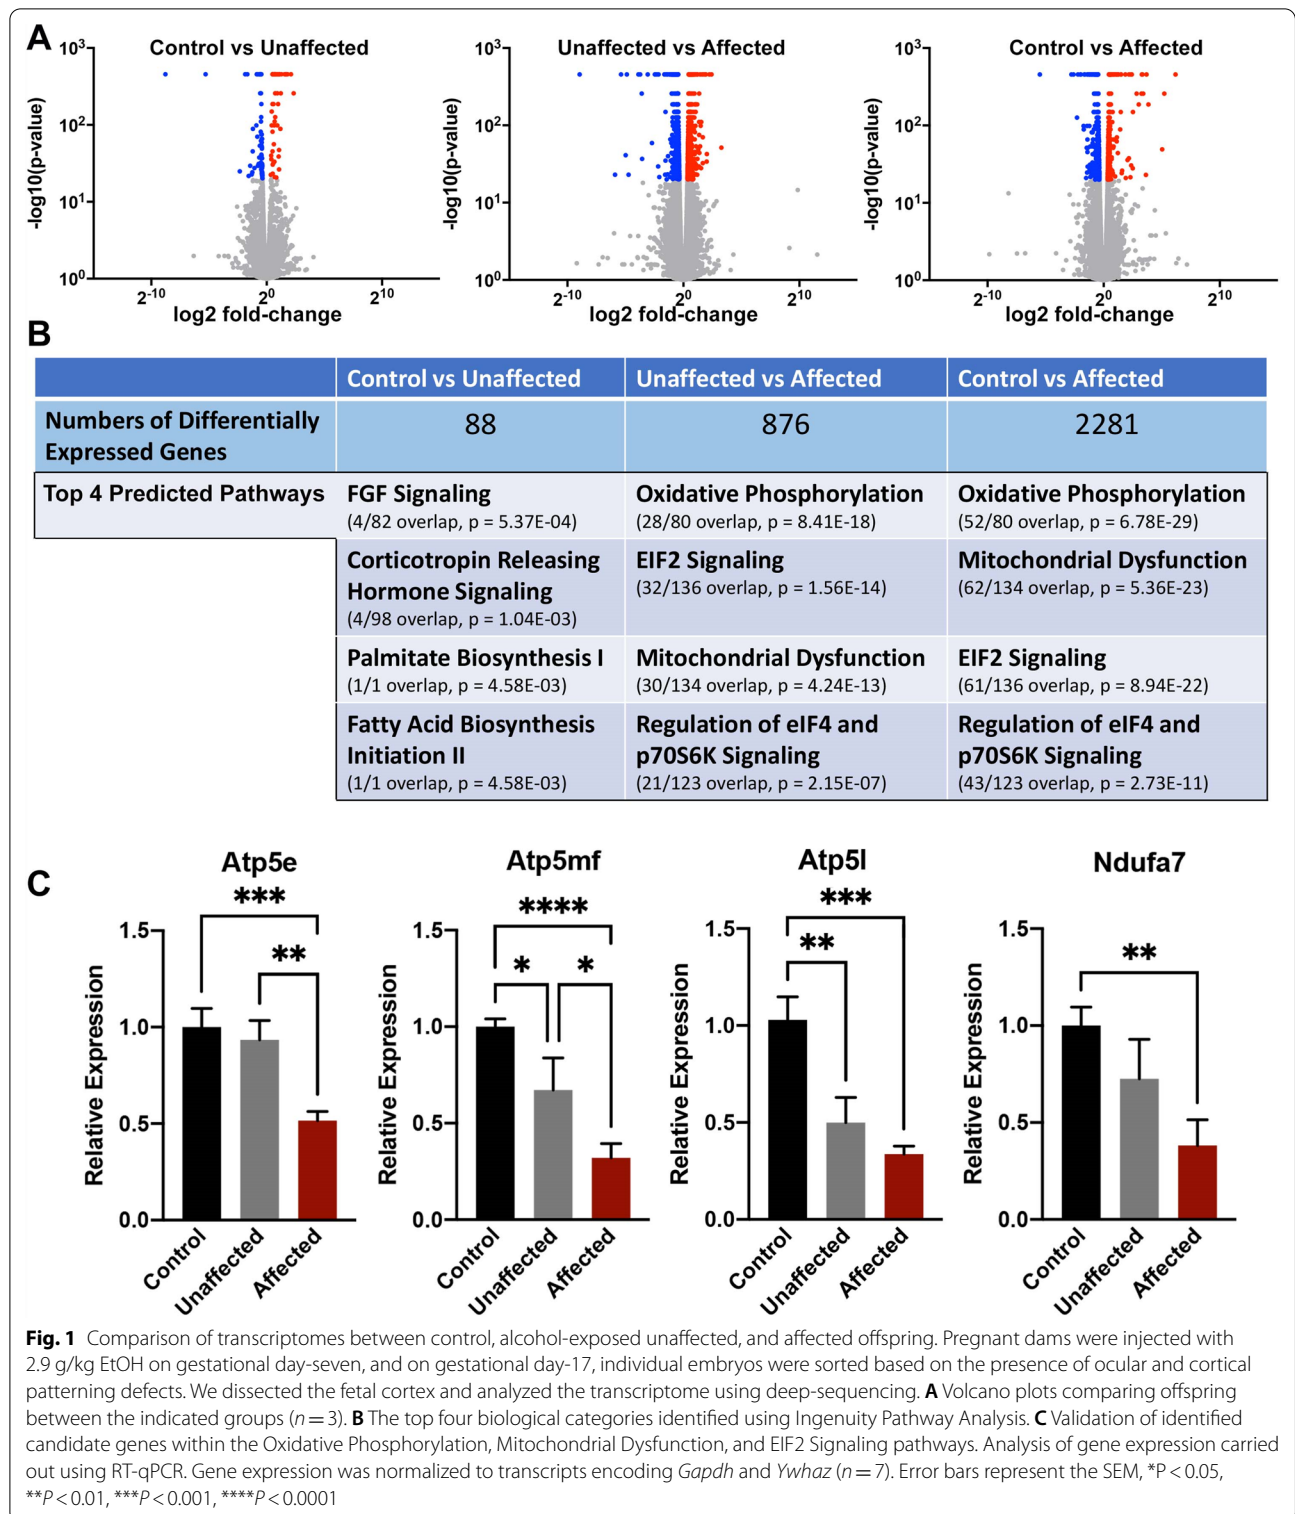 A
Control vs Unaffected
-log10(p-value)
10³
10²
10¹
10⁰
2⁻¹⁰
2⁰
2¹⁰
log2 fold-change
Unaffected vs Affected
-log10(p-value)
10³
10²
10¹
10⁰
2⁻¹⁰
2⁰
2¹⁰
log2 fold-change
Control vs Affected
-log10(p-value)
10³
10²
10¹
10⁰
2⁻¹⁰
2⁰
2¹⁰
log2 fold-change
B
Control vs Unaffected
Unaffected vs Affected
Control vs Affected
Numbers of Differentially
Expressed Genes
88
876
2281
Top 4 Predicted Pathways
FGF Signaling
(4/82 overlap, p = 5.37E-04)
Oxidative Phosphorylation
(28/80 overlap, p = 8.41E-18)
Oxidative Phosphorylation
(52/80 overlap, p = 6.78E-29)
Corticotropin Releasing
Hormone Signaling
(4/98 overlap, p = 1.04E-03)
EIF2 Signaling
(32/136 overlap, p = 1.56E-14)
Mitochondrial Dysfunction
(62/134 overlap, p = 5.36E-23)
Palmitate Biosynthesis I
(1/1 overlap, p = 4.58E-03)
Mitochondrial Dysfunction
(30/134 overlap, p = 4.24E-13)
EIF2 Signaling
(61/136 overlap, p = 8.94E-22)
Fatty Acid Biosynthesis
Initiation II
(1/1 overlap, p = 4.58E-03)
Regulation of eIF4 and
p70S6K Signaling
(21/123 overlap, p = 2.15E-07)
Regulation of eIF4 and
p70S6K Signaling
(43/123 overlap, p = 2.73E-11)
C
Atp5e
Relative Expression
1.5
1.0
0.5
0.0
***
**
Control
Unaffected
Affected
Atp5mf
Relative Expression
1.5
1.0
0.5
0.0
****
*
*
Control
Unaffected
Affected
Atp5l
Relative Expression
1.5
1.0
0.5
0.0
***
**
Control
Unaffected
Affected
Ndufa7
Relative Expression
1.5
1.0
0.5
0.0
**
Control
Unaffected
Affected
Fig. 1 Comparison of transcriptomes between control, alcohol-exposed unaffected, and affected offspring. Pregnant dams were injected with
2.9 g/kg EtOH on gestational day-seven, and on gestational day-17, individual embryos were sorted based on the presence of ocular and cortical
patterning defects. We dissected the fetal cortex and analyzed the transcriptome using deep-sequencing. A Volcano plots comparing offspring
between the indicated groups (n = 3). B The top four biological categories identified using Ingenuity Pathway Analysis. C Validation of identified
candidate genes within the Oxidative Phosphorylation, Mitochondrial Dysfunction, and EIF2 Signaling pathways. Analysis of gene expression carried
out using RT-qPCR. Gene expression was normalized to transcripts encoding Gapdh and Ywhaz (n = 7). Error bars represent the SEM, *P < 0.05,
**P < 0.01, ***P < 0.001, ****P < 0.0001